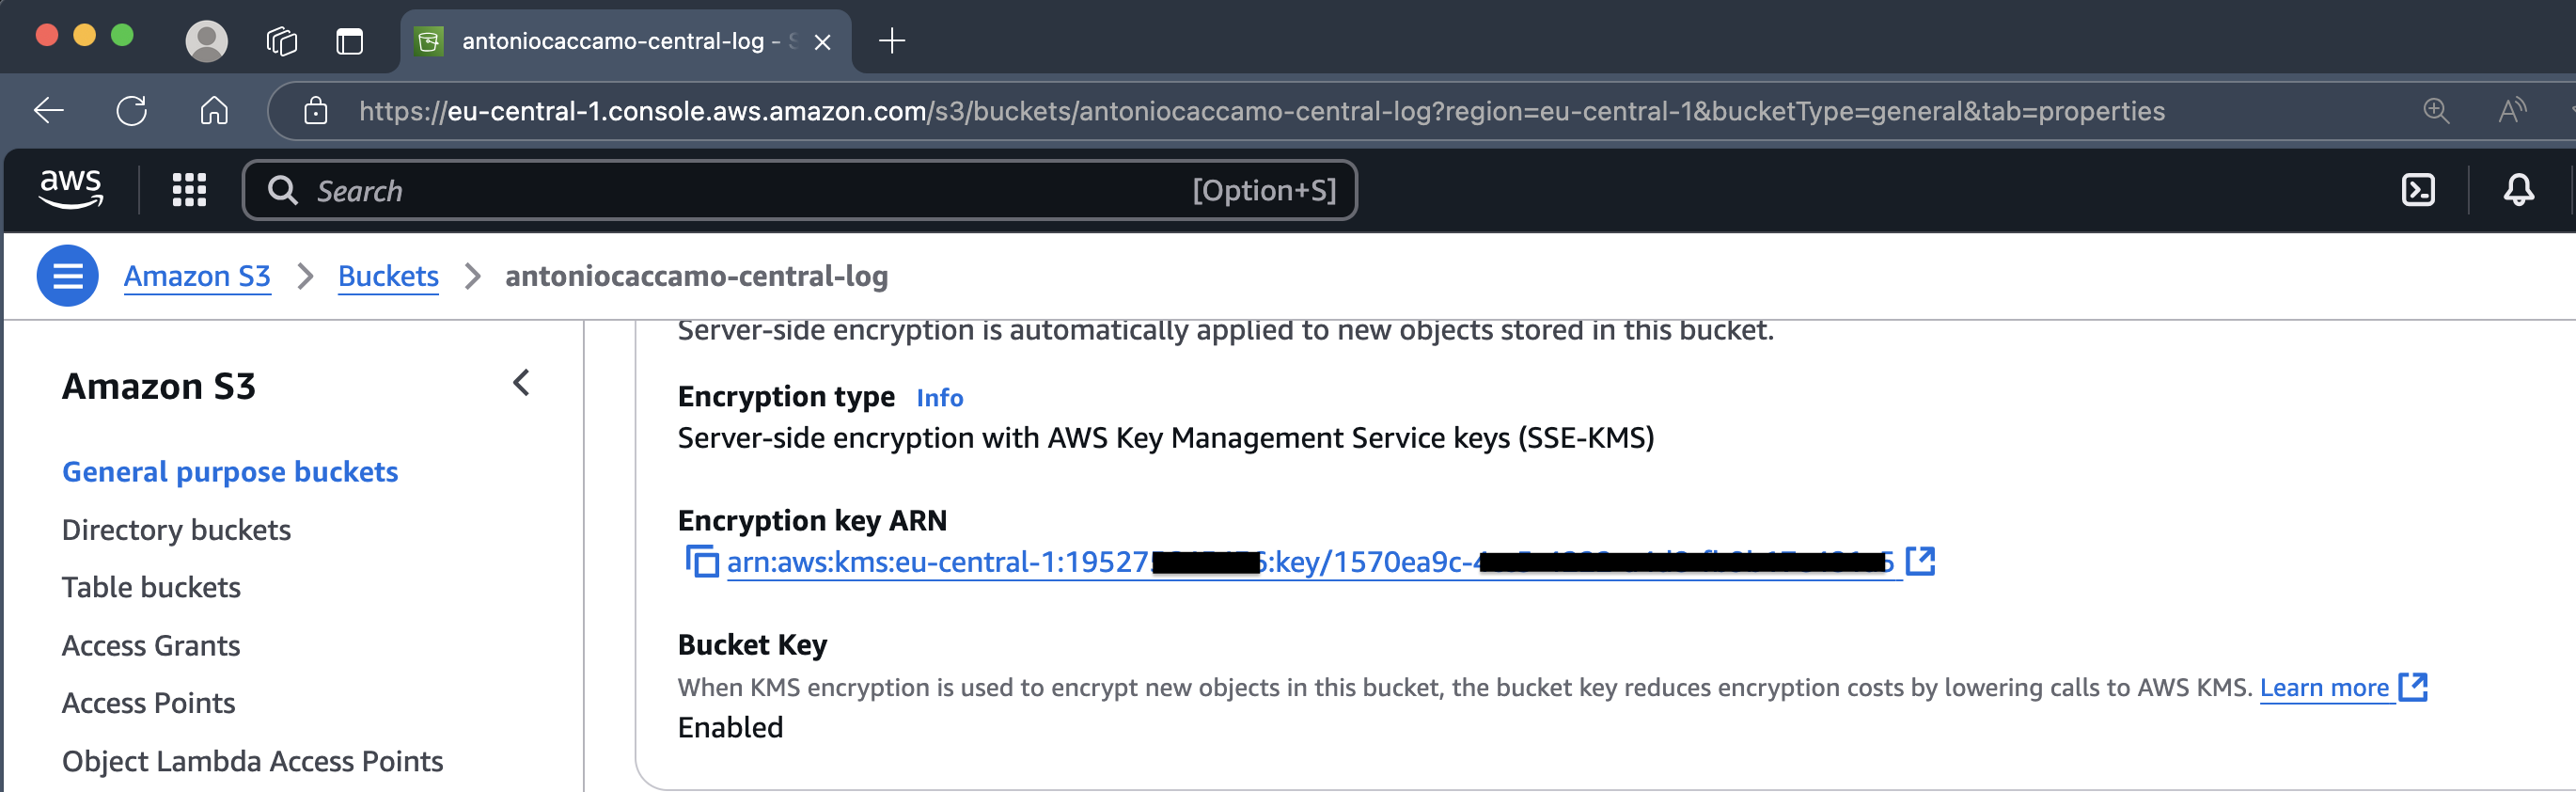 antoniocaccamo-central-log -
https://eu-central-1.console.aws.amazon.com/s3/buckets/antoniocaccamo-central-log?region=eu-central-1&bucketType=general&tab=properties
aws
Search
[Option+S]
Amazon S3 > Buckets > antoniocaccamo-central-log
Server-side encryption is automatically applied to new objects stored in this bucket.
Amazon S3
General purpose buckets
Directory buckets
Table buckets
Access Grants
Access Points
Object Lambda Access Points
Encryption type Info
Server-side encryption with AWS Key Management Service keys (SSE-KMS)
Encryption key ARN
arn:aws:kms:eu-central-1:19527 :key/1570ea9c-
Bucket Key
When KMS encryption is used to encrypt new objects in this bucket, the bucket key reduces encryption costs by lowering calls to AWS KMS. Learn more
Enabled